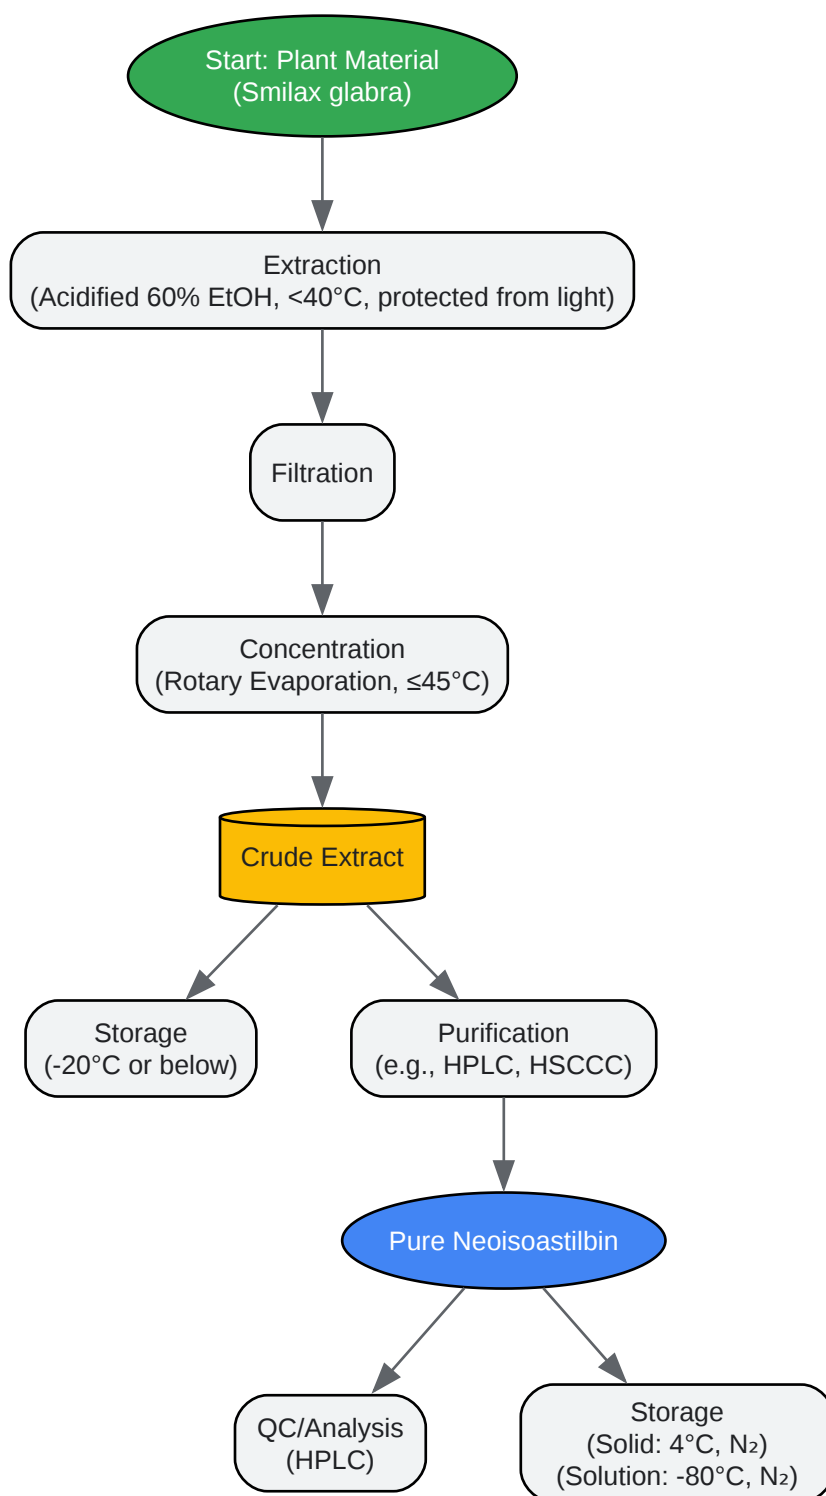 Start: Plant Material
(Smilax glabra)
Extraction
(Acidified 60% EtOH, <40°C, protected from light)
Filtration
Concentration
(Rotary Evaporation, ≤45°C)
Crude Extract
Storage
(-20°C or below)
Purification
(e.g., HPLC, HSCCC)
Pure Neoisoastilbin
QC/Analysis
(HPLC)
Storage
(Solid: 4°C, N₂)
(Solution: -80°C, N₂)